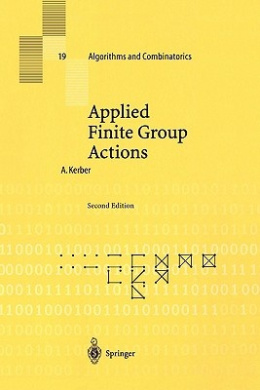 19 Algorithms and Combinatorics
Applied
Finite Group
Actions
A. Kerber
Second Edition
Springer